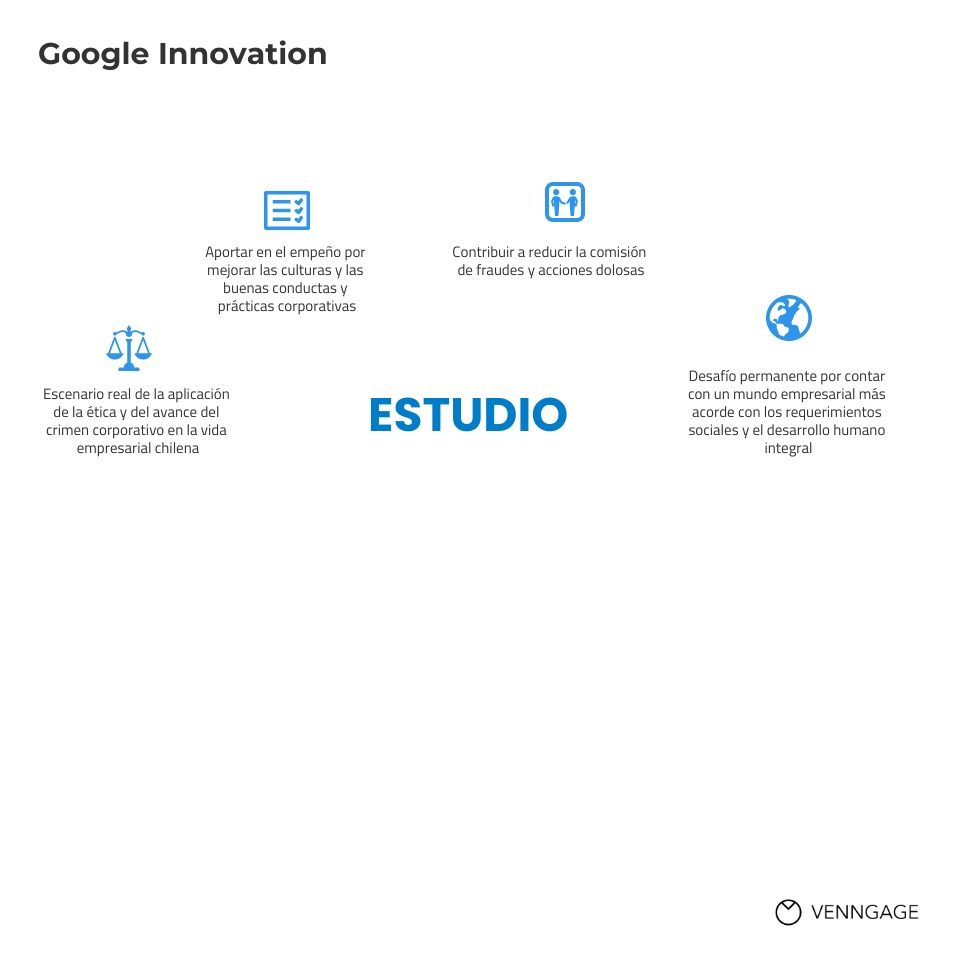 Google Innovation
Aportar en el empeño por
mejorar las culturas y las
buenas conductas y
prácticas corporativas
Contribuir a reducir la comisión
de fraudes y acciones dolosas
Escenario real de la aplicación
de la ética y del avance del
crimen corporativo en la vida
empresarial chilena
ESTUDIO
Desafío permanente por contar
con un mundo empresarial más
acorde con los requerimientos
sociales y el desarrollo humano
integral
VENNGAGE